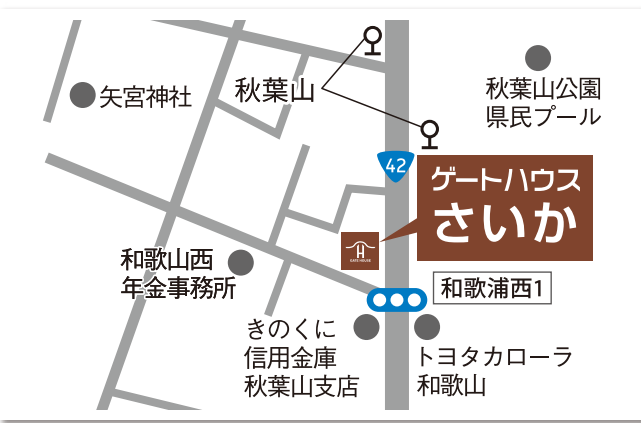 秋葉山
矢宮神社
秋葉山公園
県民プール
42
ゲートハウス
さいか
H
GATE HOUSE
和歌山西
年金事務所
和歌浦西1
きのくに
信用金庫
秋葉山支店
トヨタカローラ
和歌山